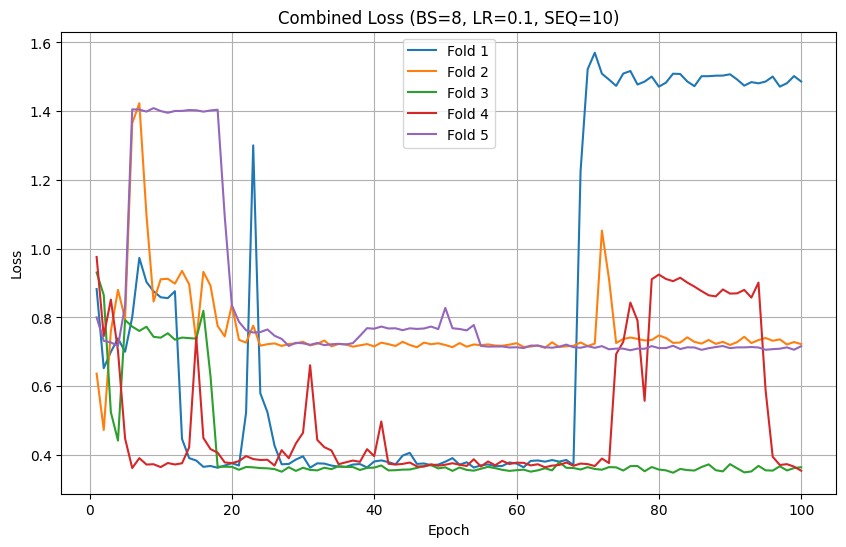 Combined Loss (BS=8, LR=0.1, SEQ=10)
1.6
1.4
1.2
1.0
0.8
0.6
0.4
Loss
Fold 1
Fold 2
Fold 3
Fold 4
Fold 5
0 20 40 60 80 100
Epoch